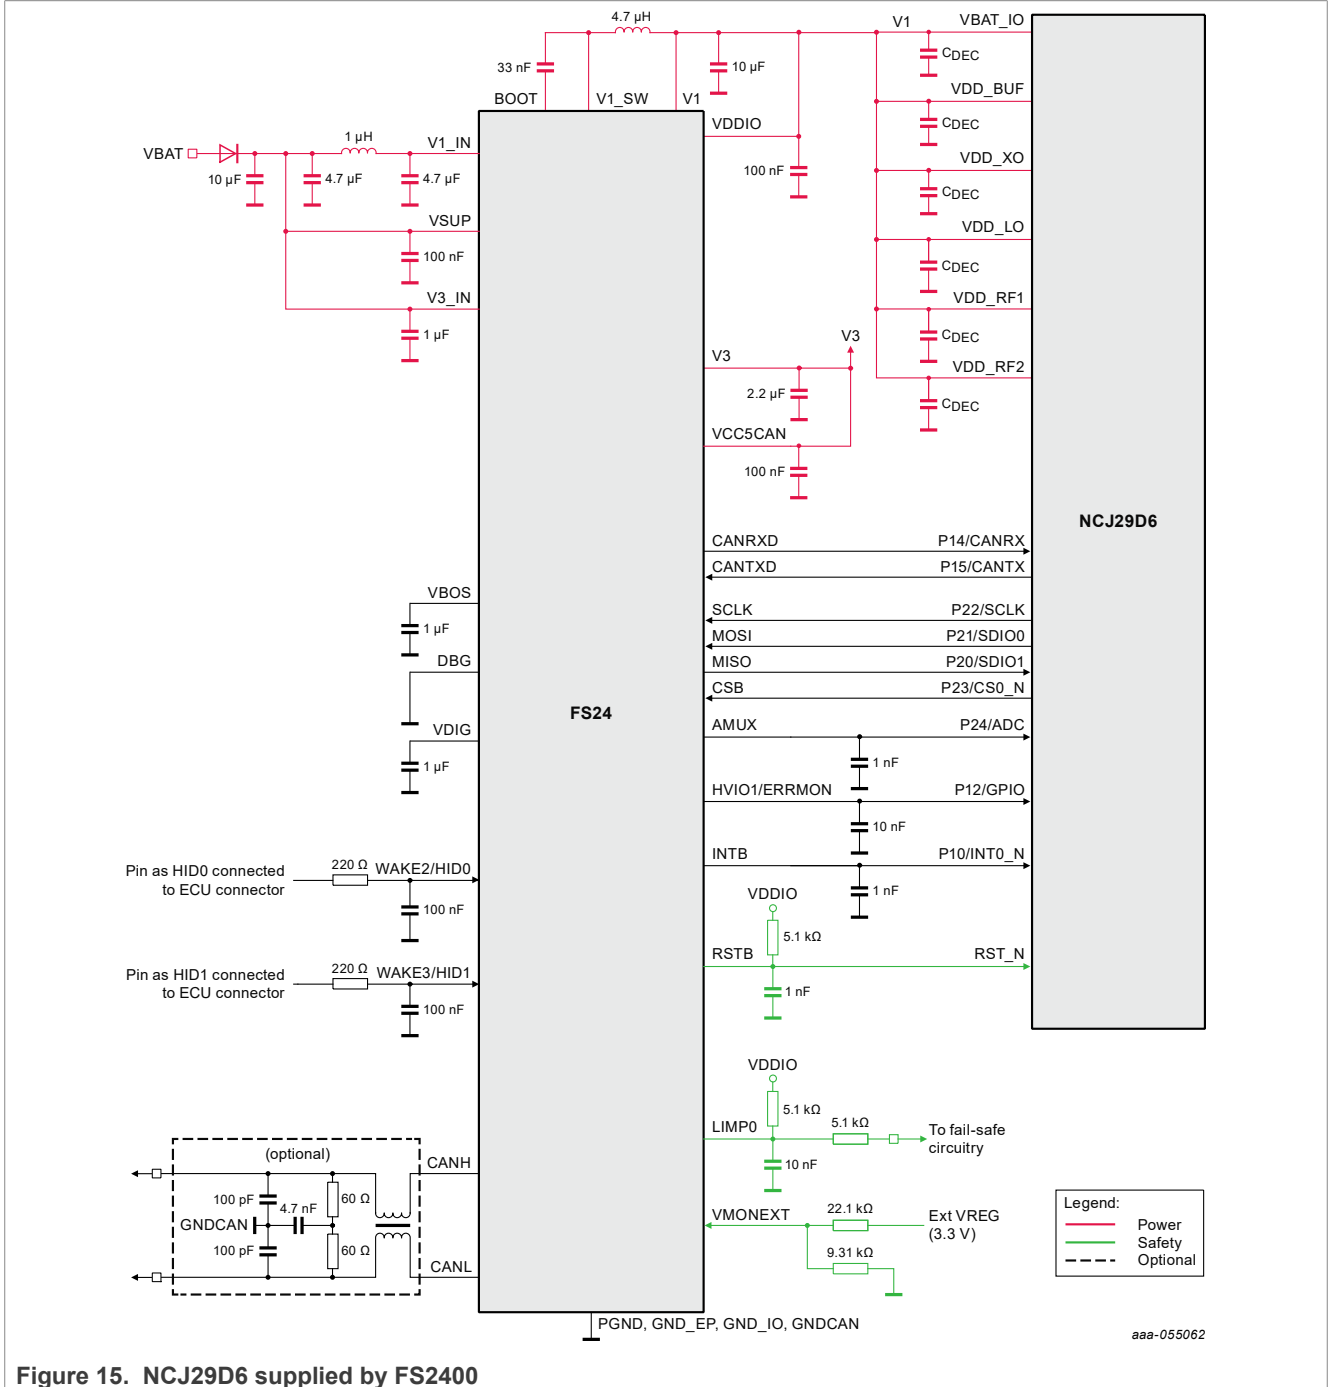 4.7 µH
V1
VBAT_IO
33 nF
10 µF
CDEC
BOOT
V1_SW
V1
VDD_BUF
VDDIO
CDEC
1 µH
V1_IN
VBAT
VDD_XO
100 nF
10 µF
4.7 µF
4.7 µF
CDEC
VSUP
VDD_LO
100 nF
CDEC
V3_IN
VDD_RF1
1 µF
V3
CDEC
V3
VDD_RF2
2.2 µF
CDEC
VCC5CAN
100 nF
NCJ29D6
CANRXD
P14/CANRX
CANTXD
P15/CANTX
VBOS
SCLK
P22/SCLK
1 µF
MOSI
P21/SDIO0
DBG
MISO
P20/SDIO1
CSB
P23/CS0_N
FS24
VDIG
AMUX
P24/ADC
1 µF
1 nF
HVIO1/ERRMON
P12/GPIO
10 nF
INTB
P10/INT0_N
Pin as HID0 connected
to ECU connector
220 Ω
WAKE2/HID0
1 nF
100 nF
VDDIO
5.1 kΩ
RSTB
RST_N
Pin as HID1 connected
to ECU connector
220 Ω
WAKE3/HID1
1 nF
100 nF
VDDIO
5.1 kΩ
LIMP0
5.1 kΩ
To fail-safe
circuitry
(optional)
CANH
10 nF
100 pF
4.7 nF
60 Ω
GNDCAN
VMONEXT
22.1 kΩ
Ext VREG
(3.3 V)
100 pF
60 Ω
9.31 kΩ
CANL
Legend:
Power
Safety
Optional
PGND, GND_EP, GND_IO, GNDCAN
aaa-055062
Figure 15. NCJ29D6 supplied by FS2400